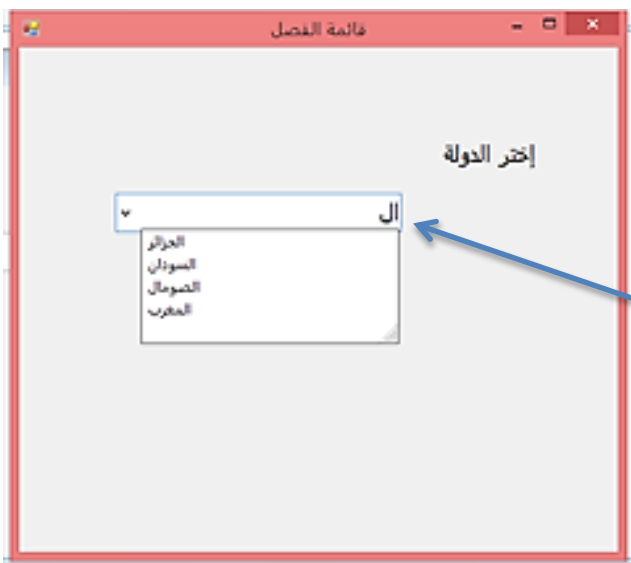 قائمة الفصل
إختر الدولة
ال
الجزائر
السودان
الصومال
المغرب